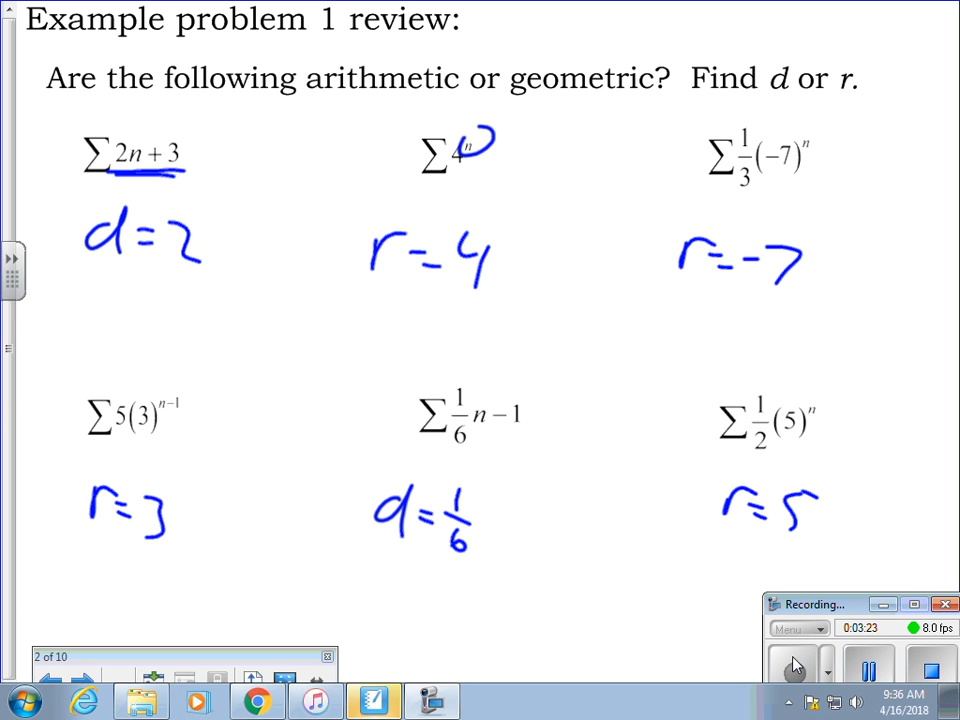 Example problem 1 review:
Are the following arithmetic or geometric? Find d or r.
∑ 2n + 3
∑ 4ⁿ
∑ 1/3 (−7)ⁿ
d = 2
r = 4
r = −7
∑ 5(3)ⁿ⁻¹
∑ 1/6 n − 1
∑ 1/2 (5)ⁿ
r = 3
d = 1/6
r = 5
Recording...
Menu
0:03:23
8.0 fps
2 of 10
9:36 AM
4/16/2018